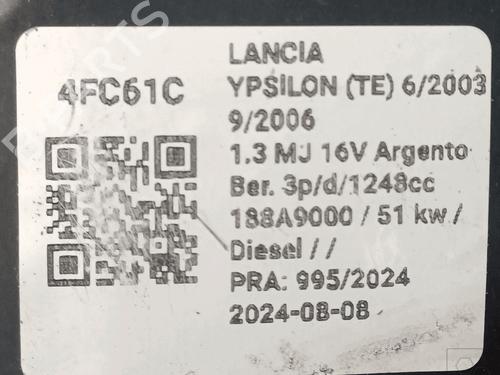 4FC61C
LANCIA
YPSILON (TE) 6/2003
9/2006
1.3 MJ 16V Argento
Ber. 3p/d/1248cc
188A9000 / 51 kw /
Diesel / /
PRA: 995/2024
2024-08-08